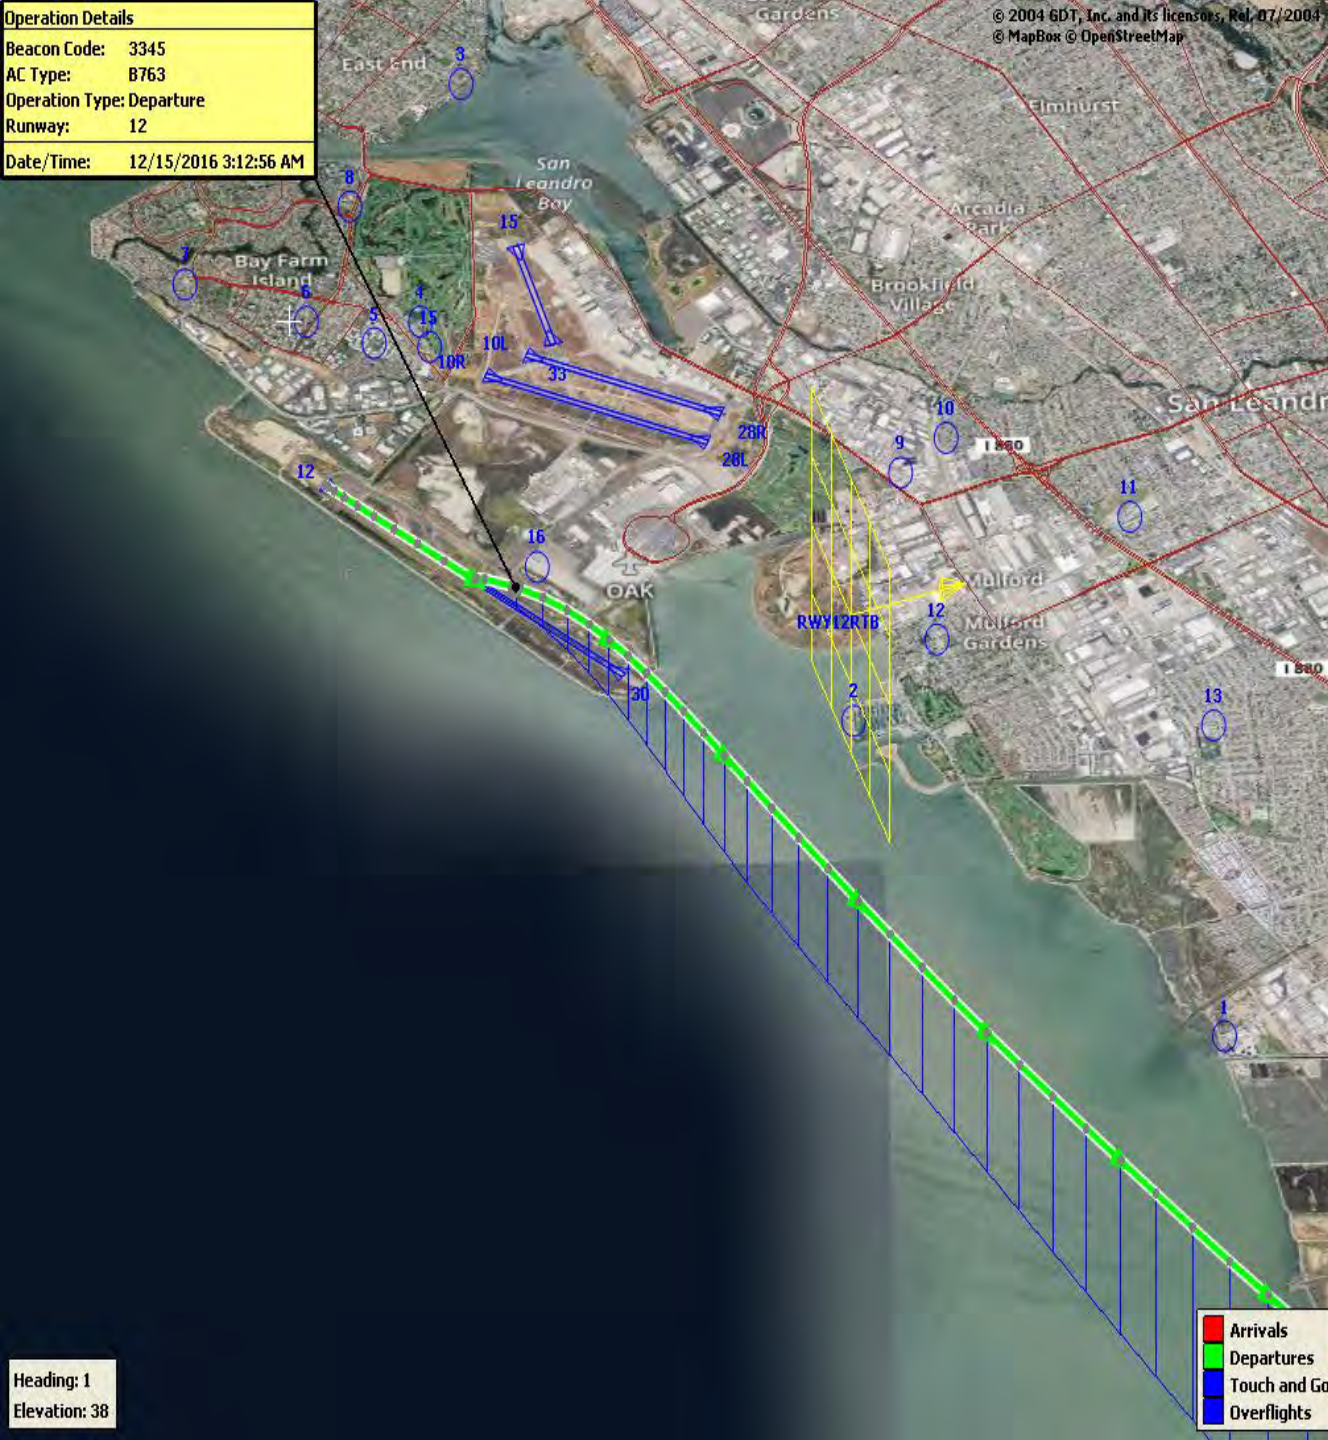 Operation Details
Beacon Code: 3345
AC Type: B763
Operation Type: Departure
Runway: 12
Date/Time: 12/15/2016 3:12:56 AM
© 2004 GDT, Inc. and its licensors, Rel. 07/2004
© MapBox © OpenStreetMap
Gardens
East End
3
Elmhurst
San
Leandro
Bay
8
15
Arcadia
Park
7
Bay Farm
Island
Brookfield
Village
6
4
5
15
10L
10R
33
San Leandr
10
28R
I 880
9
28L
12
11
16
OAK
Mulford
12
RWY12RTB
Mulford
Gardens
I 880
30
2
13
1
Arrivals
Departures
Touch and Go
Overflights
Heading: 1
Elevation: 38